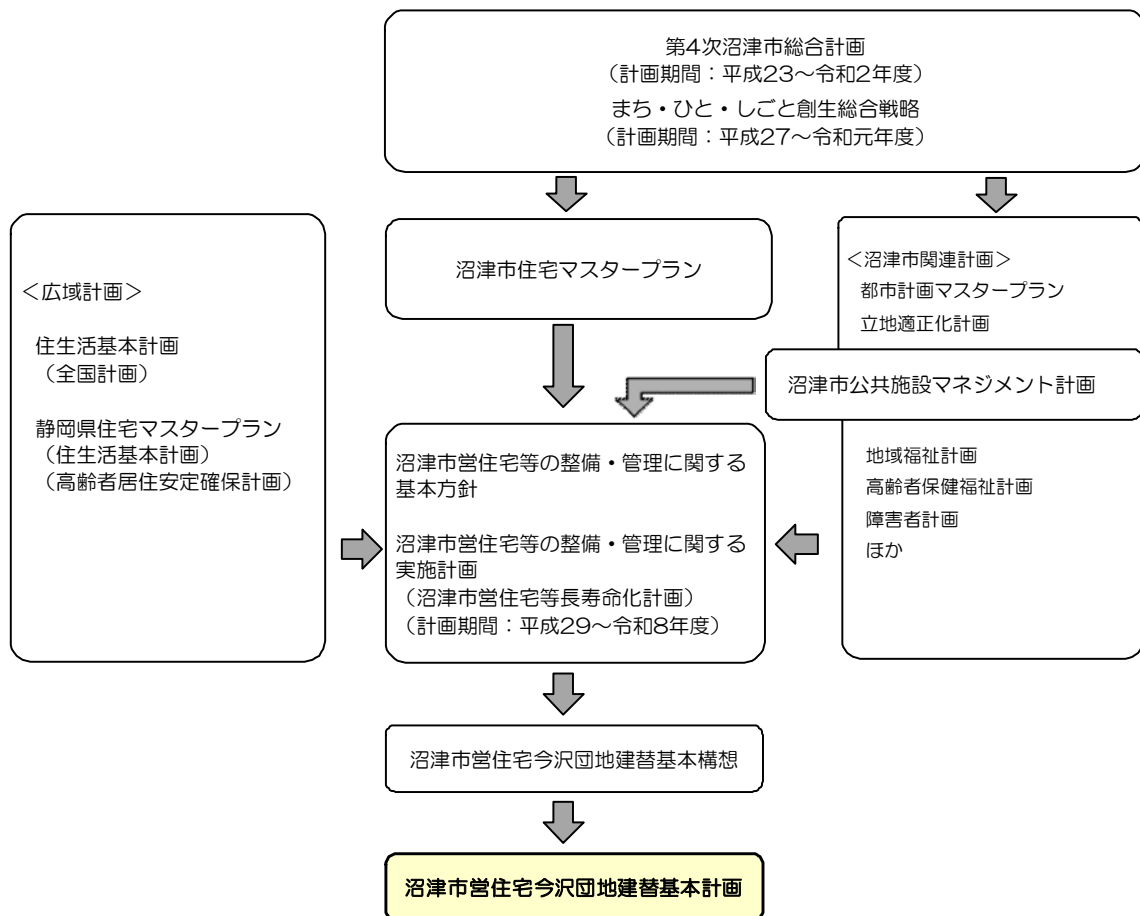 第4次沼津市総合計画
（計画期間：平成23～令和2年度）
まち・ひと・しごと創生総合戦略
（計画期間：平成27～令和元年度）
＜広域計画＞
住生活基本計画
（全国計画）
静岡県住宅マスタープラン
（住生活基本計画）
（高齢者居住安定確保計画）
沼津市住宅マスタープラン
＜沼津市関連計画＞
都市計画マスタープラン
立地適正化計画
沼津市公共施設マネジメント計画
地域福祉計画
高齢者保健福祉計画
障害者計画
ほか
沼津市営住宅等の整備・管理に関する
基本方針
沼津市営住宅等の整備・管理に関する
実施計画
（沼津市営住宅等長寿命化計画）
（計画期間：平成29～令和8年度）
沼津市営住宅今沢団地建替基本構想
沼津市営住宅今沢団地建替基本計画